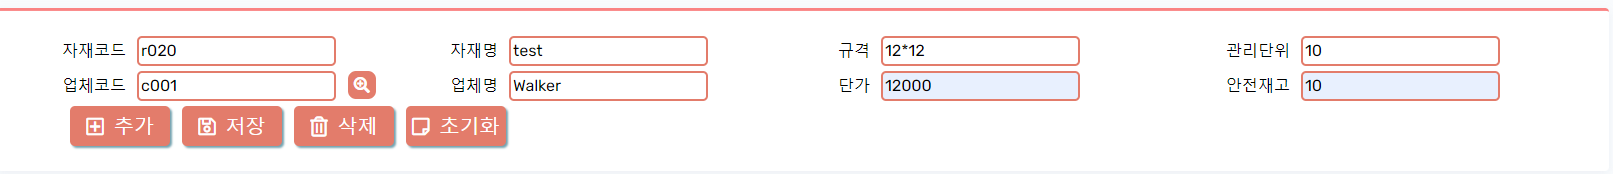 자재코드 r020 자재명 test 규격 12*12 관리단위 10
업체코드 c001 업체명 Walker 단가 12000 안전재고 10
추가 저장 삭제 초기화